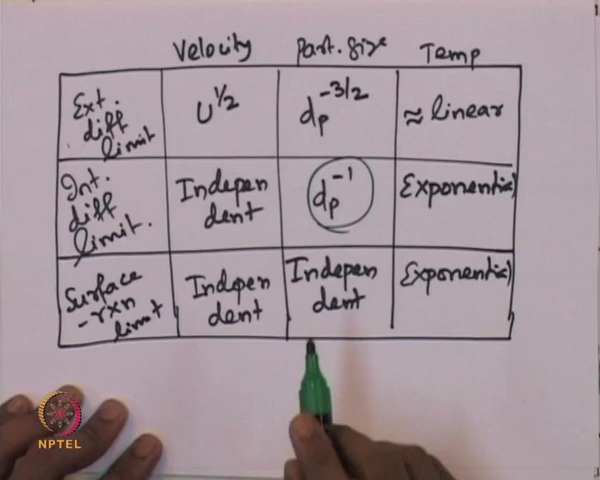 Velocity Part. Size Temp
Ext.
diff
limit
U^1/2
dp^-3/2
≈ linear
Int.
diff
limit.
Indepen
dent
dp^-1
Exponential
Surface
-rxn
limit
Indepen
dent
Indepen
dent
Exponential
NPTEL